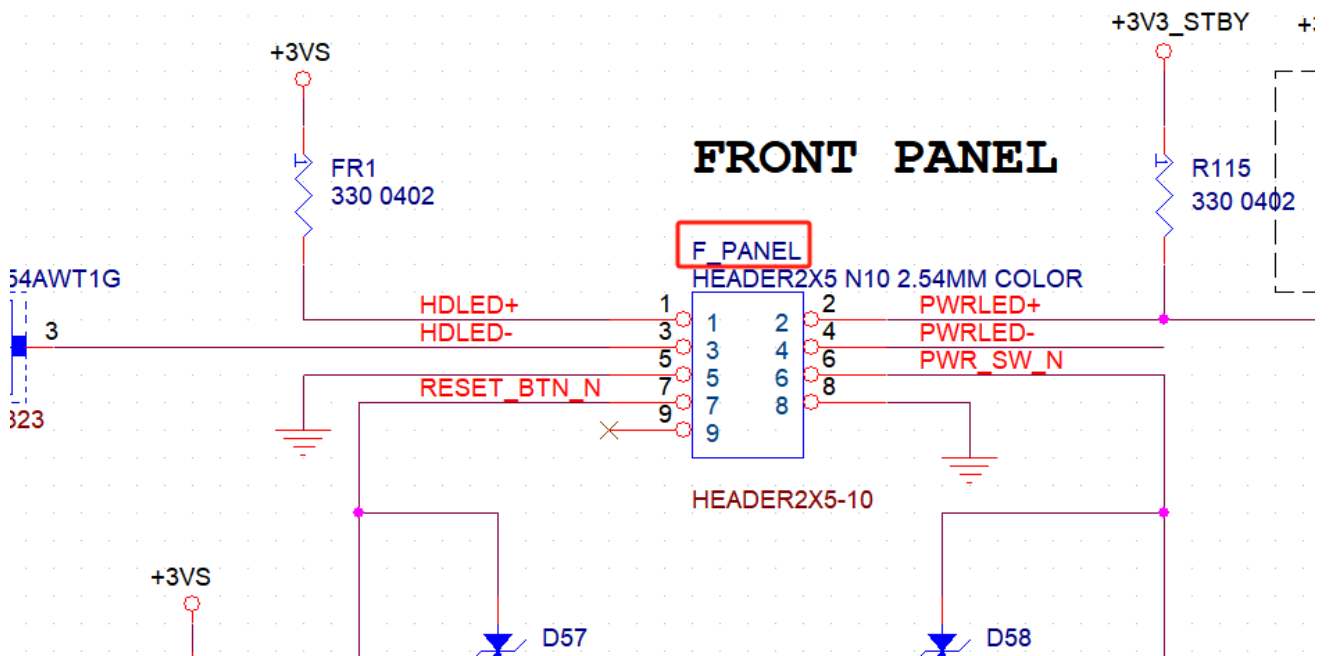 +3V3_STBY
+3VS
FRONT PANEL
FR1
330 0402
R115
330 0402
F_PANEL
HEADER2X5 N10 2.54MM COLOR
54AWT1G
HDLED+
1
1
2
2
PWRLED+
3
HDLED-
3
3
4
4
PWRLED-
5
5
6
6
PWR_SW_N
RESET_BTN_N
7
7
8
8
9
9
323
HEADER2X5-10
+3VS
D57
D58